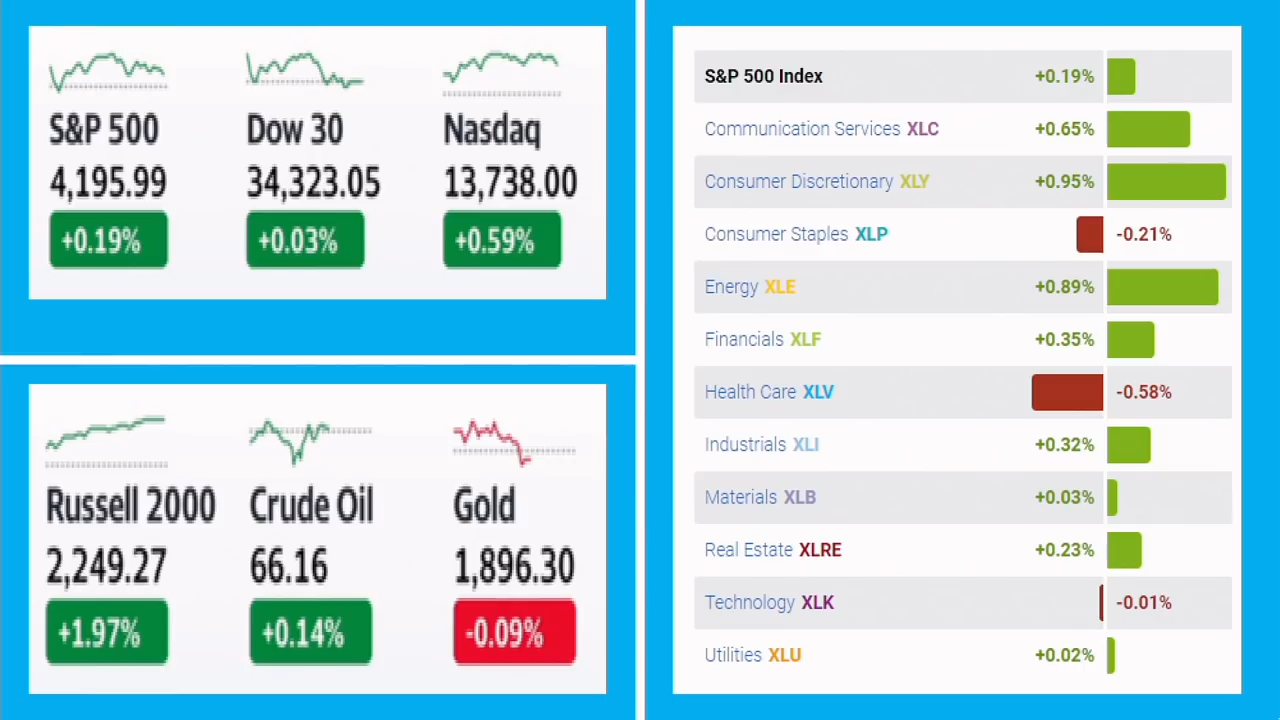 S&P 500 Dow 30 Nasdaq
4,195.99 34,323.05 13,738.00
+0.19% +0.03% +0.59%
Russell 2000 Crude Oil Gold
2,249.27 66.16 1,896.30
+1.97% +0.14% -0.09%
S&P 500 Index +0.19%
Communication Services XLC +0.65%
Consumer Discretionary XLY +0.95%
Consumer Staples XLP -0.21%
Energy XLE +0.89%
Financials XLF +0.35%
Health Care XLV -0.58%
Industrials XLI +0.32%
Materials XLB +0.03%
Real Estate XLRE +0.23%
Technology XLK -0.01%
Utilities XLU +0.02%